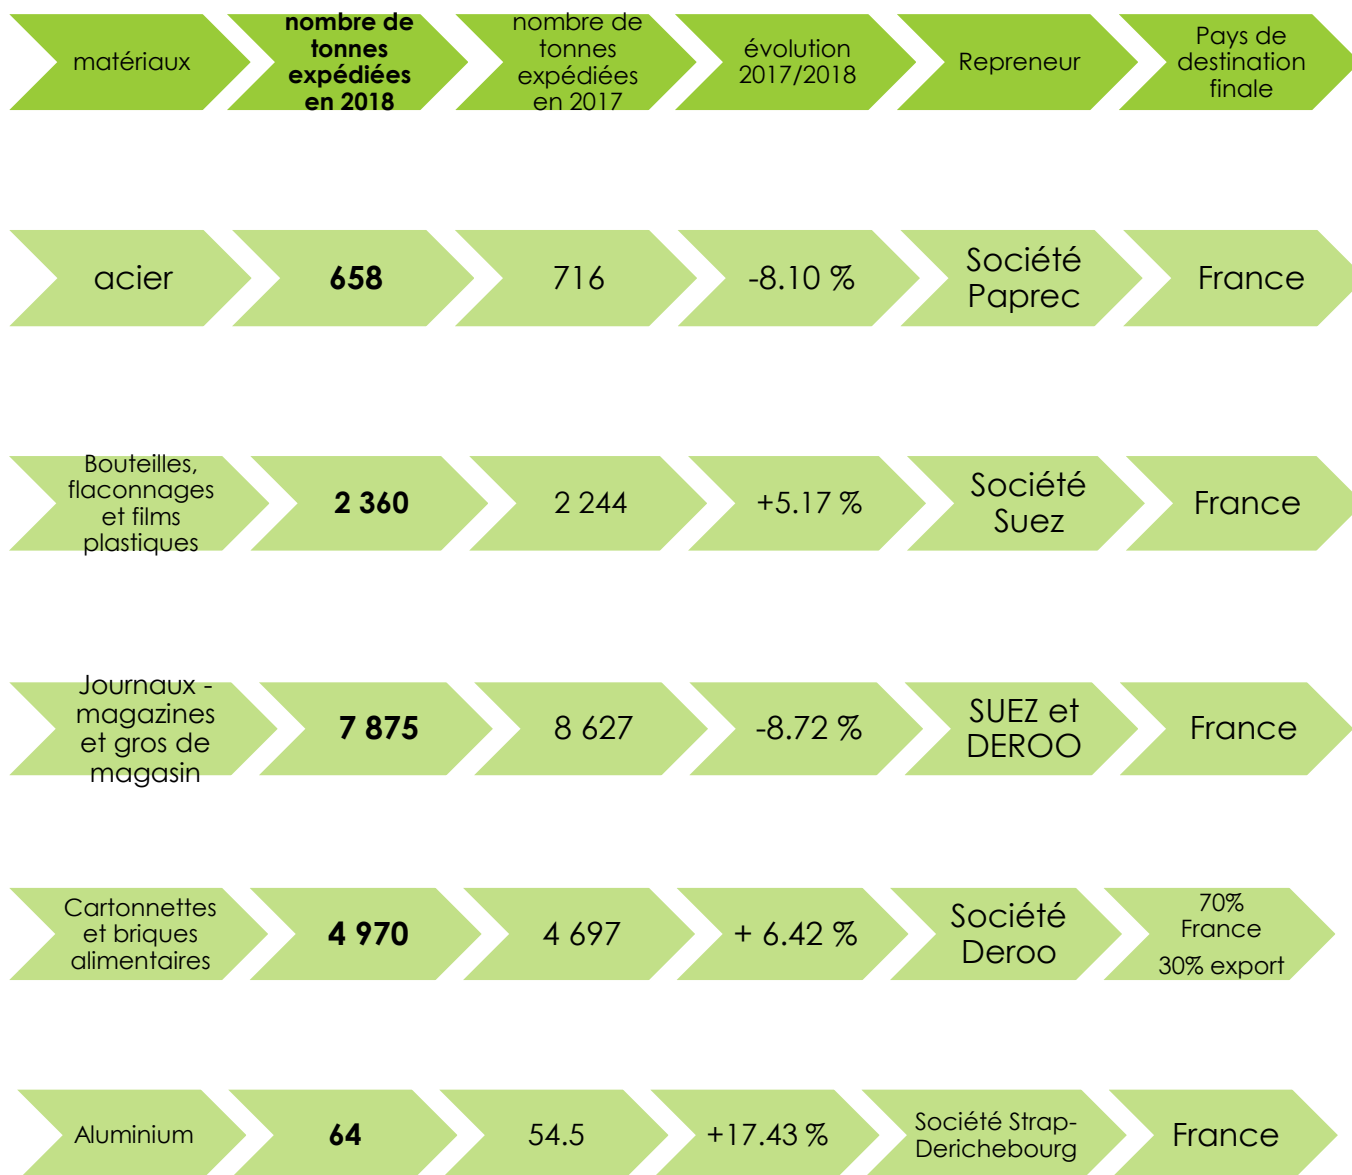 matériaux
nombre de
tonnes
expédiées
en 2018
nombre de
tonnes
expédiées
en 2017
évolution
2017/2018
Repreneur
Pays de
destination
finale
acier
658
716
-8.10 %
Société
Paprec
France
Bouteilles,
flaconnages
et films
plastiques
2 360
2 244
+5.17 %
Société
Suez
France
Journaux -
magazines
et gros de
magasin
7 875
8 627
-8.72 %
SUEZ et
DEROO
France
Cartonnettes
et briques
alimentaires
4 970
4 697
+ 6.42 %
Société
Deroo
70%
France
30% export
Aluminium
64
54.5
+17.43 %
Société Strap-
Derichebourg
France